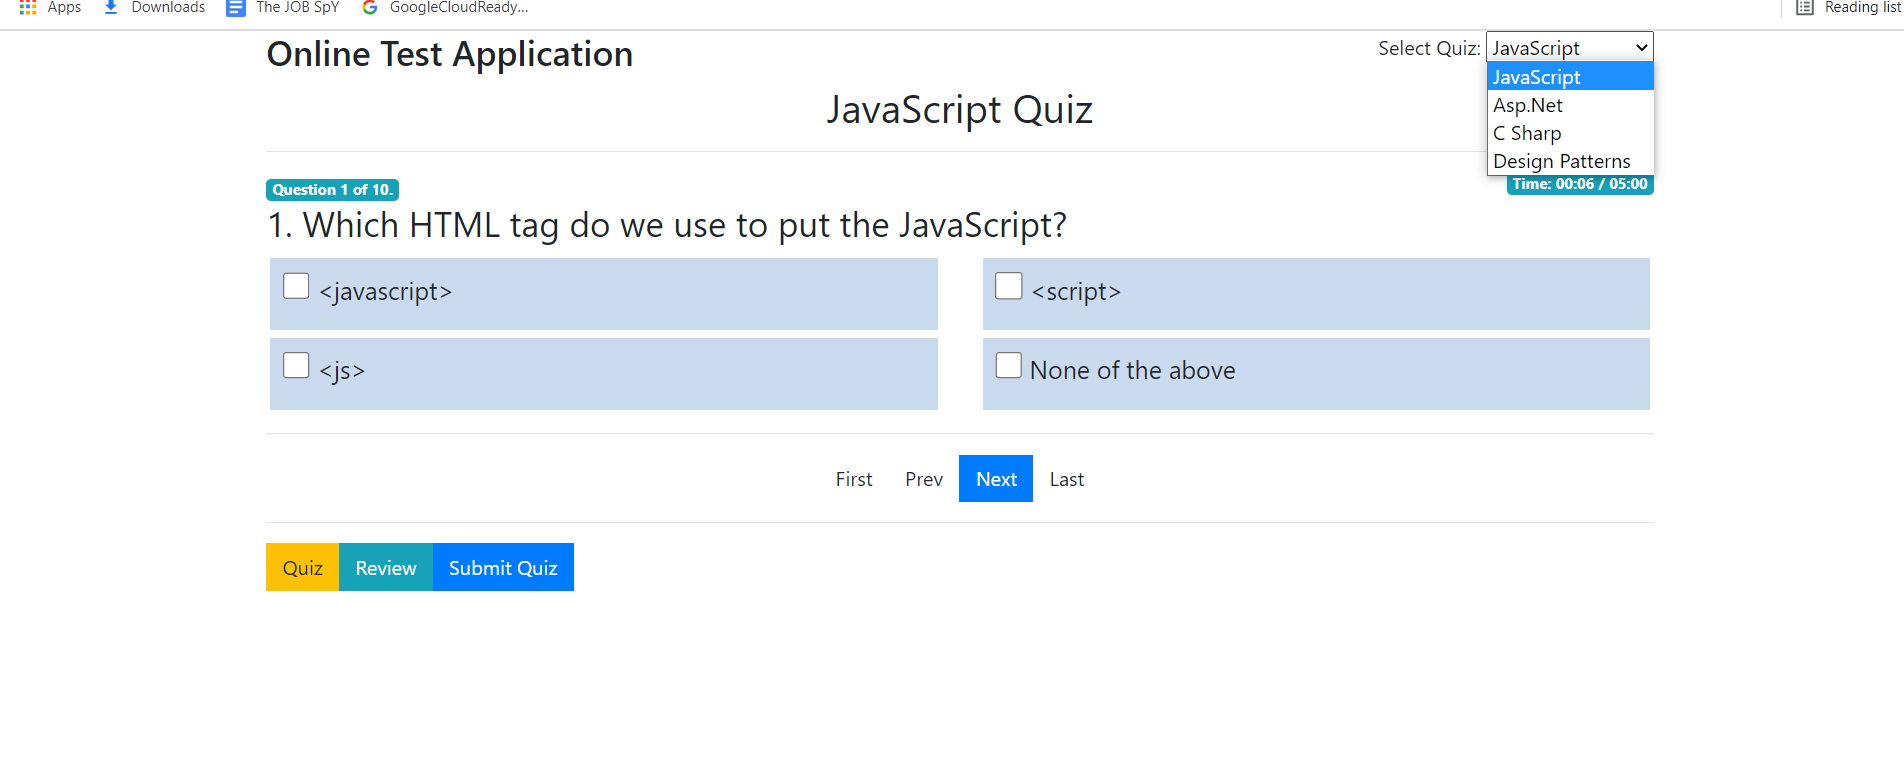 Apps Downloads The JOB SpY GoogleCloudReady... Reading list
Online Test Application
Select Quiz: JavaScript
JavaScript
Asp.Net
C Sharp
Design Patterns
JavaScript Quiz
Question 1 of 10.
Time: 00:06 / 05:00
1. Which HTML tag do we use to put the JavaScript?
<javascript>
<script>
<js>
None of the above
First Prev Next Last
Quiz Review Submit Quiz